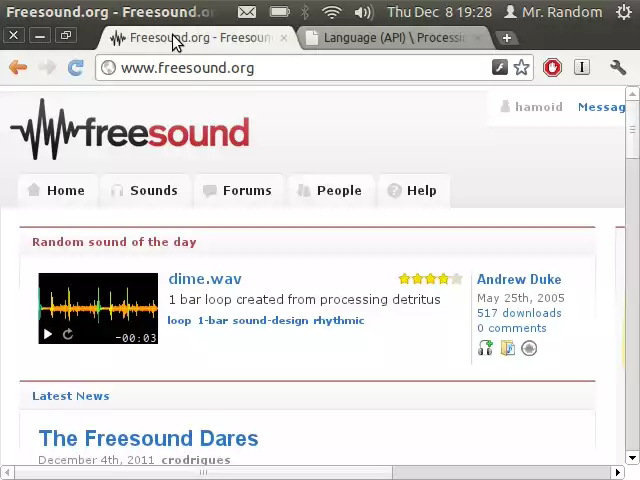 Freesound.org - Freesound.or
Thu Dec 8 19:28
Mr. Random
Freesound.org - Freesoun
Language (API) \ Processi
www.freesound.org
hamoid
Messag
freesound
Home
Sounds
Forums
People
Help
Random sound of the day
dime.wav
1 bar loop created from processing detritus
loop 1-bar sound-design rhythmic
-00:03
Andrew Duke
May 25th, 2005
517 downloads
0 comments
Latest News
The Freesound Dares
December 4th, 2011 crodrigues